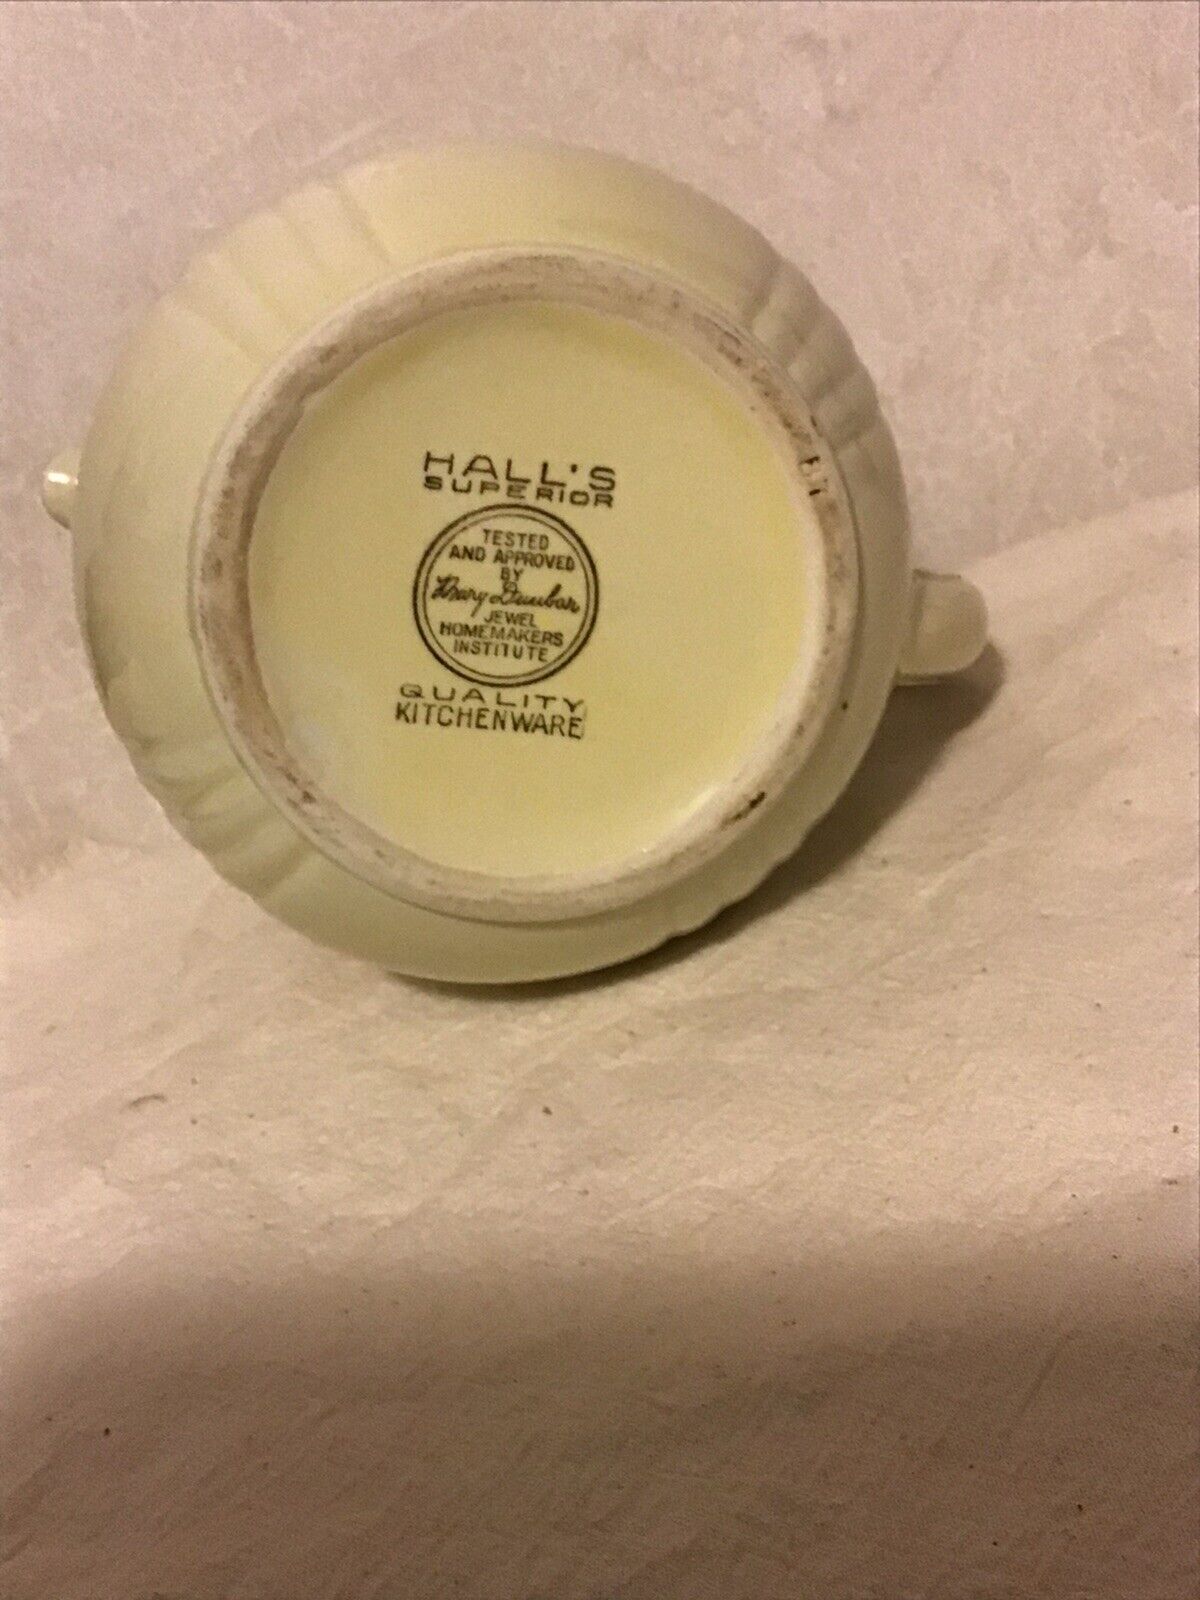 HALL'S
SUPERIOR
TESTED
AND APPROVED
BY
Mary Dunbar
JEWEL
HOMEMAKERS
INSTITUTE
QUALITY
KITCHENWARE